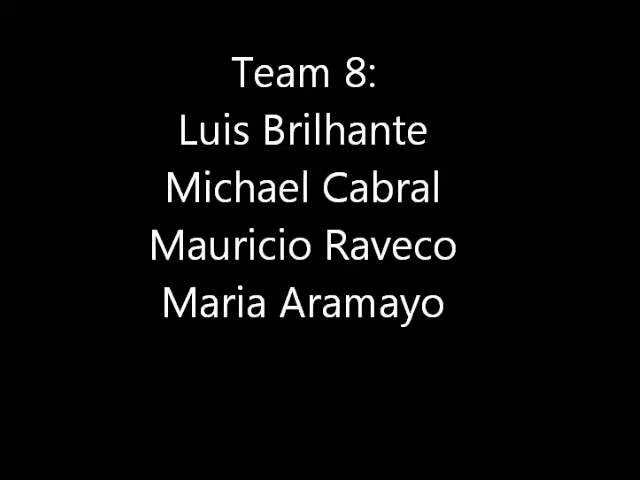 Team 8:
Luis Brilhante
Michael Cabral
Mauricio Raveco
Maria Aramayo